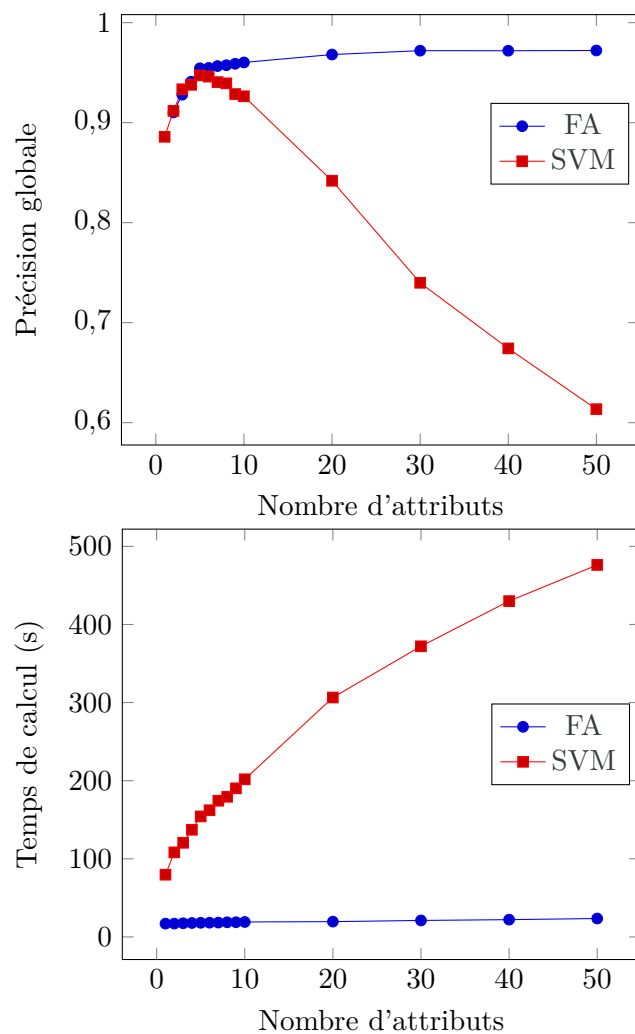 1
0,9
0,8
0,7
0,6
Précision globale
FA
SVM
0
10
20
30
40
50
Nombre d'attributs
500
400
300
200
100
0
Temps de calcul (s)
FA
SVM
0
10
20
30
40
50
Nombre d'attributs